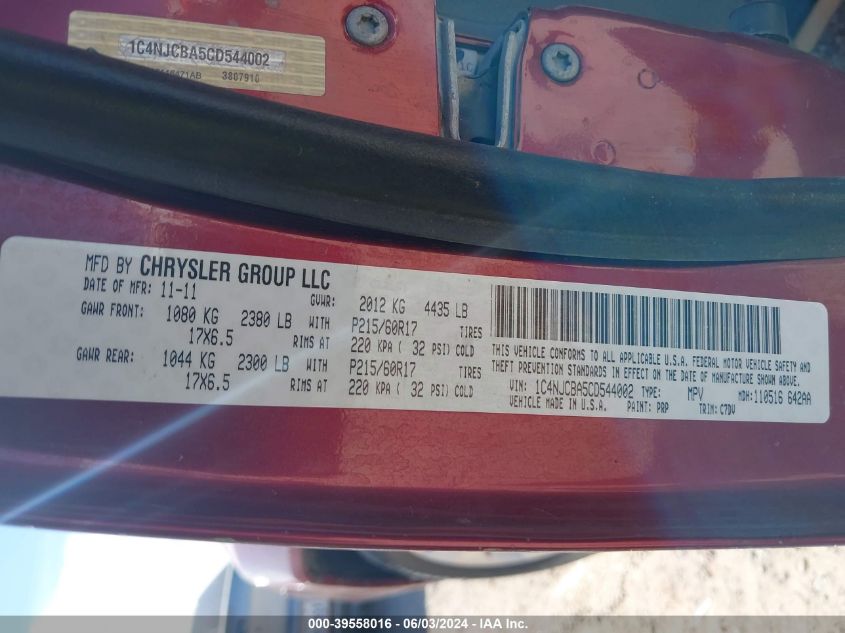 1C4NJCBA5CD544002
71AB 3807910
MFD BY CHRYSLER GROUP LLC
DATE OF MFR: 11-11 GVWR: 2012 KG 4435 LB
GAWR FRONT: 1080 KG 2380 LB WITH P215/60R17 TIRES
17X6.5 RIMS AT 220 KPA ( 32 PSI) COLD
GAWR REAR: 1044 KG 2300 LB WITH P215/60R17 TIRES
17X6.5 RIMS AT 220 KPA ( 32 PSI) COLD
THIS VEHICLE CONFORMS TO ALL APPLICABLE U.S.A. FEDERAL MOTOR VEHICLE SAFETY AND
THEFT PREVENTION STANDARDS IN EFFECT ON THE DATE OF MANUFACTURE SHOWN ABOVE.
VIN: 1C4NJCBA5CD544002 TYPE: MPV MDH: 110516 642AA
VEHICLE MADE IN U.S.A. PAINT: PRP TRIM: C7DV
000-39558016 - 06/03/2024 - IAA Inc.